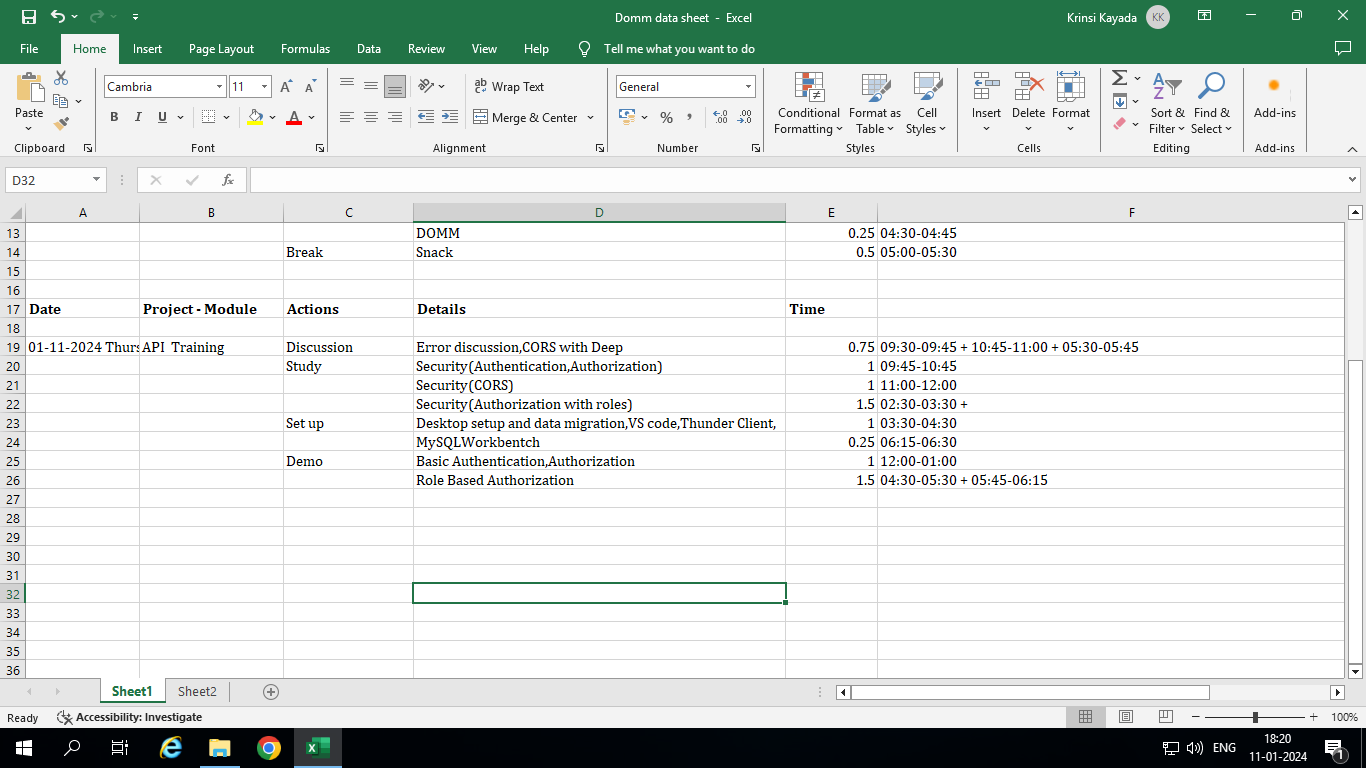 Domm data sheet - Excel
Krinsi Kayada KK
File Home Insert Page Layout Formulas Data Review View Help Tell me what you want to do
Cambria 11 Wrap Text General
Paste B I U Merge & Center % , Conditional Formatting Format as Table Cell Styles Insert Delete Format Sort & Filter Find & Select Add-ins
Clipboard Font Alignment Number Styles Cells Editing Add-ins
D32 fx
A B C D E F
13 DOMM 0.25 04:30-04:45
14 Break Snack 0.5 05:00-05:30
15
16
17 Date Project - Module Actions Details Time
18
19 01-11-2024 Thurs API Training Discussion Error discussion,CORS with Deep 0.75 09:30-09:45 + 10:45-11:00 + 05:30-05:45
20 Study Security(Authentication,Authorization) 1 09:45-10:45
21 Security(CORS) 1 11:00-12:00
22 Security(Authorization with roles) 1.5 02:30-03:30 +
23 Set up Desktop setup and data migration,VS code,Thunder Client, 1 03:30-04:30
24 MySQLWorkbentch 0.25 06:15-06:30
25 Demo Basic Authentication,Authorization 1 12:00-01:00
26 Role Based Authorization 1.5 04:30-05:30 + 05:45-06:15
27
28
29
30
31
32
33
34
35
36
Sheet1 Sheet2
Ready Accessibility: Investigate 100%
ENG 18:20
11-01-2024 1